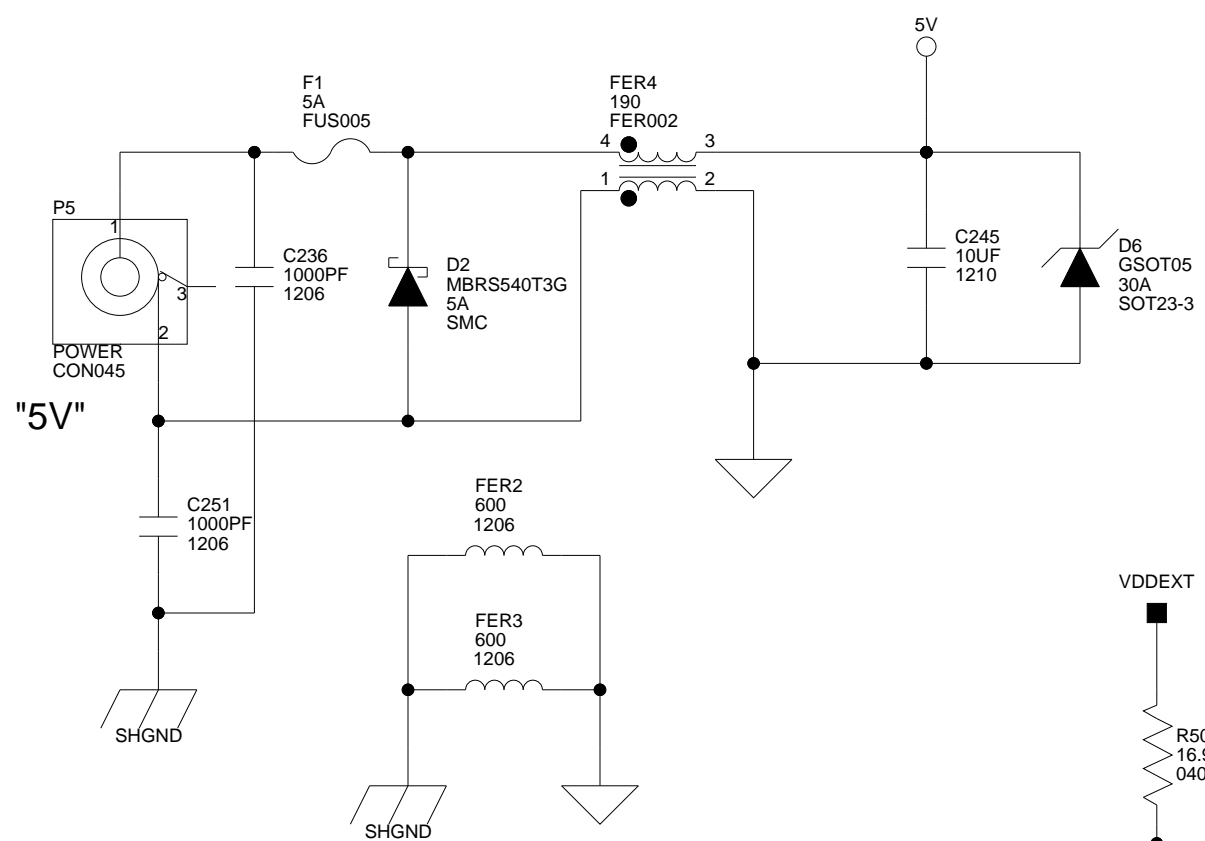 5V
F1
5A
FUS005
FER4
190
FER002
4
3
1
2
P5
1
3
2
POWER
CON045
"5V"
C236
1000PF
1206
D2
MBRS540T3G
5A
SMC
C245
10UF
1210
D6
GSOT05
30A
SOT23-3
C251
1000PF
1206
SHGND
FER2
600
1206
FER3
600
1206
SHGND
VDDEXT